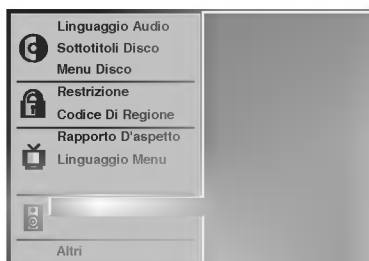 Linguaggio Audio
Sottotitoli Disco
Menu Disco
Restrizione
Codice Di Regione
Rapporto D'aspetto
Linguaggio Menu
Altri